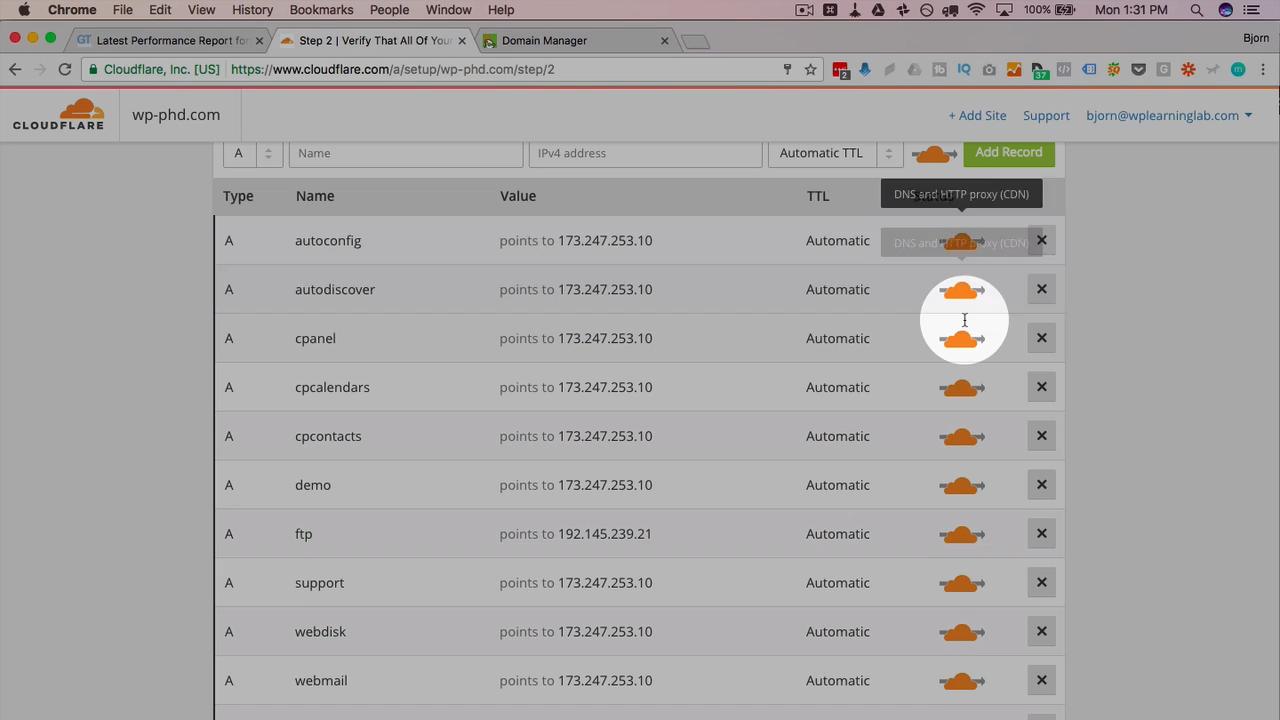 Chrome File Edit View History Bookmarks People Window Help 100% Mon 1:31 PM
GT Latest Performance Report for Step 2 | Verify That All Of Your Domain Manager Bjorn
Cloudflare, Inc. [US] https://www.cloudflare.com/a/setup/wp-phd.com/step/2 2 37
CLOUDFLARE wp-phd.com + Add Site Support bjorn@wplearninglab.com
A Name IPv4 address Automatic TTL Add Record
Type Name Value TTL
DNS and HTTP proxy (CDN)
A autoconfig points to 173.247.253.10 Automatic
DNS and HTTP proxy (CDN)
A autodiscover points to 173.247.253.10 Automatic
A cpanel points to 173.247.253.10 Automatic
A cpcalendars points to 173.247.253.10 Automatic
A cpcontacts points to 173.247.253.10 Automatic
A demo points to 173.247.253.10 Automatic
A ftp points to 192.145.239.21 Automatic
A support points to 173.247.253.10 Automatic
A webdisk points to 173.247.253.10 Automatic
A webmail points to 173.247.253.10 Automatic